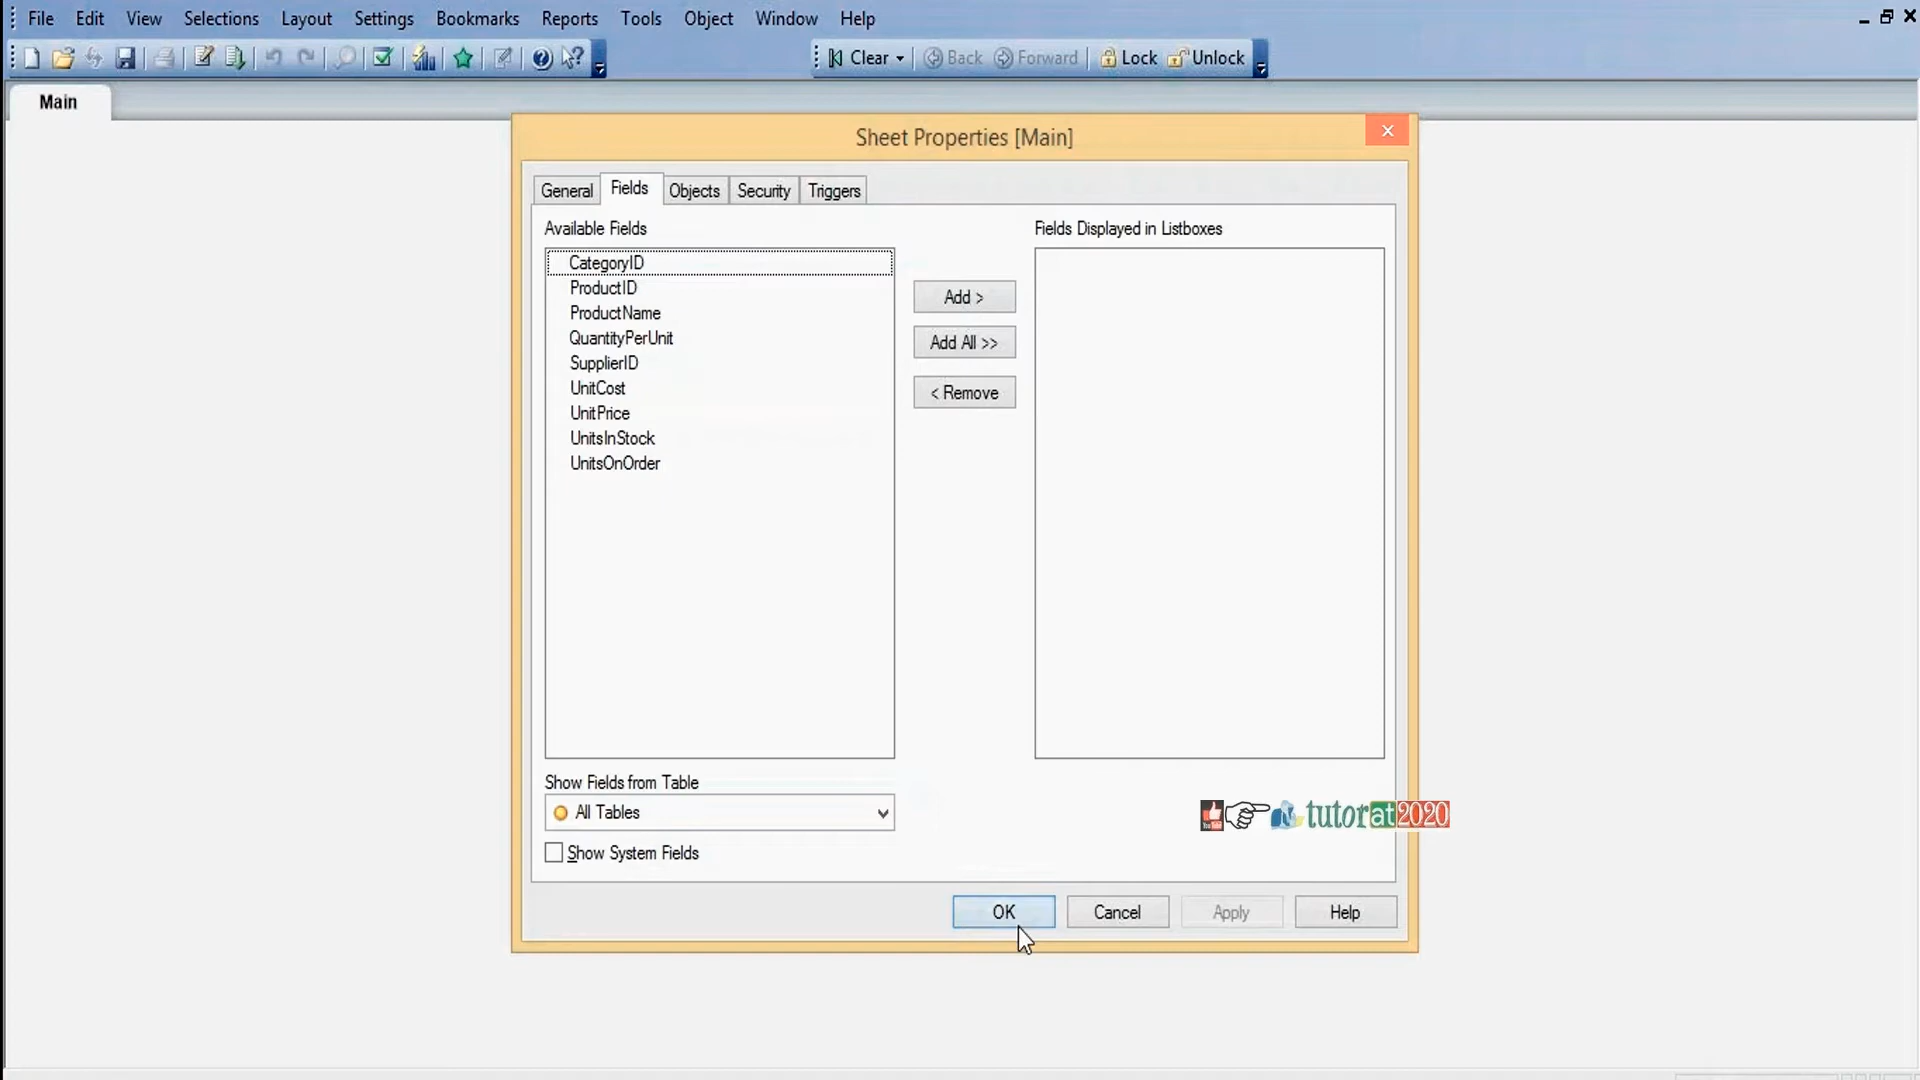 File Edit View Selections Layout Settings Bookmarks Reports Tools Object Window Help
Clear Back Forward Lock Unlock
Main
Sheet Properties [Main]
General Fields Objects Security Triggers
Available Fields
Fields Displayed in Listboxes
CategoryID
ProductID
ProductName
QuantityPerUnit
SupplierID
UnitCost
UnitPrice
UnitsInStock
UnitsOnOrder
Add >
Add All >>
< Remove
Show Fields from Table
All Tables
Show System Fields
tutorat2020
OK Cancel Apply Help